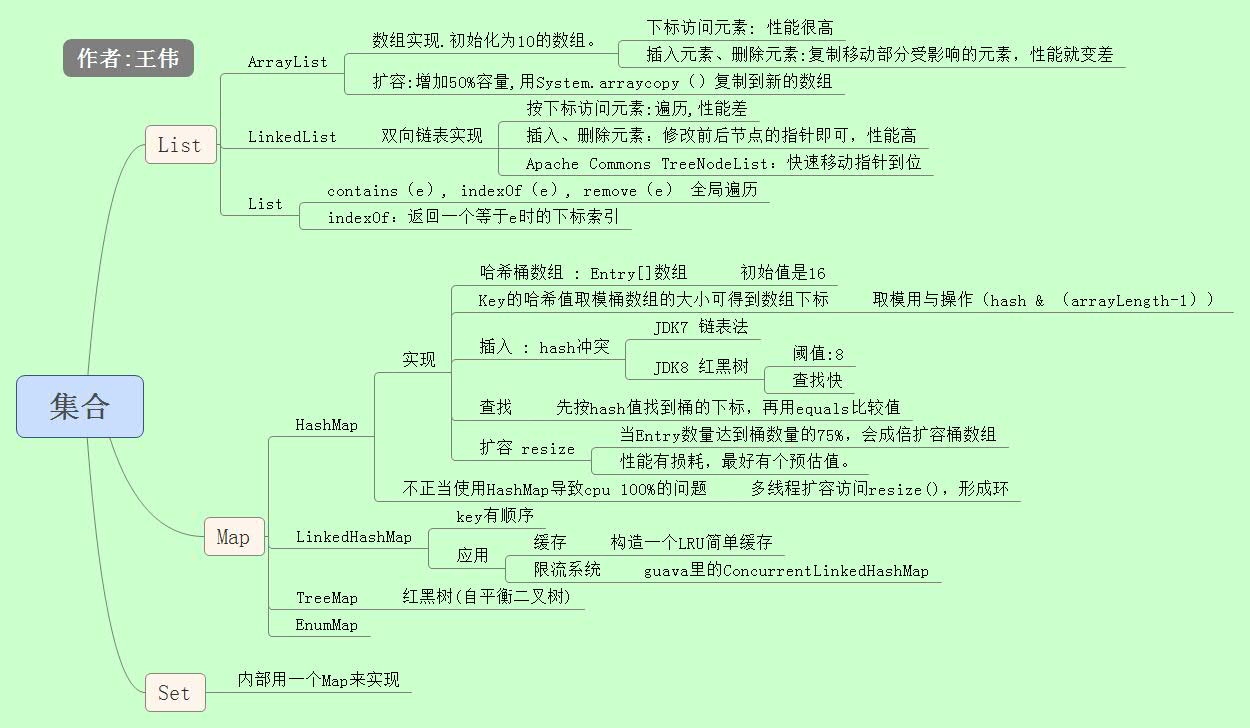 作者:王伟
集合
List
ArrayList
数组实现.初始化为10的数组。
下标访问元素: 性能很高
插入元素、删除元素:复制移动部分受影响的元素，性能就变差
扩容:增加50%容量,用System.arraycopy（）复制到新的数组
LinkedList
双向链表实现
按下标访问元素:遍历,性能差
插入、删除元素：修改前后节点的指针即可，性能高
Apache Commons TreeNodeList：快速移动指针到位
List
contains（e）, indexOf（e）, remove（e） 全局遍历
indexOf：返回一个等于e时的下标索引
Map
HashMap
实现
哈希桶数组 : Entry[]数组
初始值是16
Key的哈希值取模桶数组的大小可得到数组下标
取模用与操作（hash & （arrayLength-1））
插入 : hash冲突
JDK7 链表法
JDK8 红黑树
阈值:8
查找快
查找
先按hash值找到桶的下标，再用equals比较值
扩容 resize
当Entry数量达到桶数量的75%，会成倍扩容桶数组
性能有损耗，最好有个预估值。
不正当使用HashMap导致cpu 100%的问题
多线程扩容访问resize()，形成环
LinkedHashMap
key有顺序
应用
缓存
构造一个LRU简单缓存
限流系统
guava里的ConcurrentLinkedHashMap
TreeMap
红黑树(自平衡二叉树)
EnumMap
Set
内部用一个Map来实现